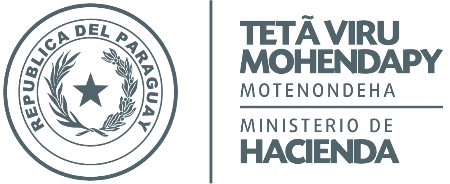 REPUBLICA DEL PARAGUAY
TETÃ VIRU
MOHENDAPY
MOTENONDEHA
MINISTERIO DE
HACIENDA